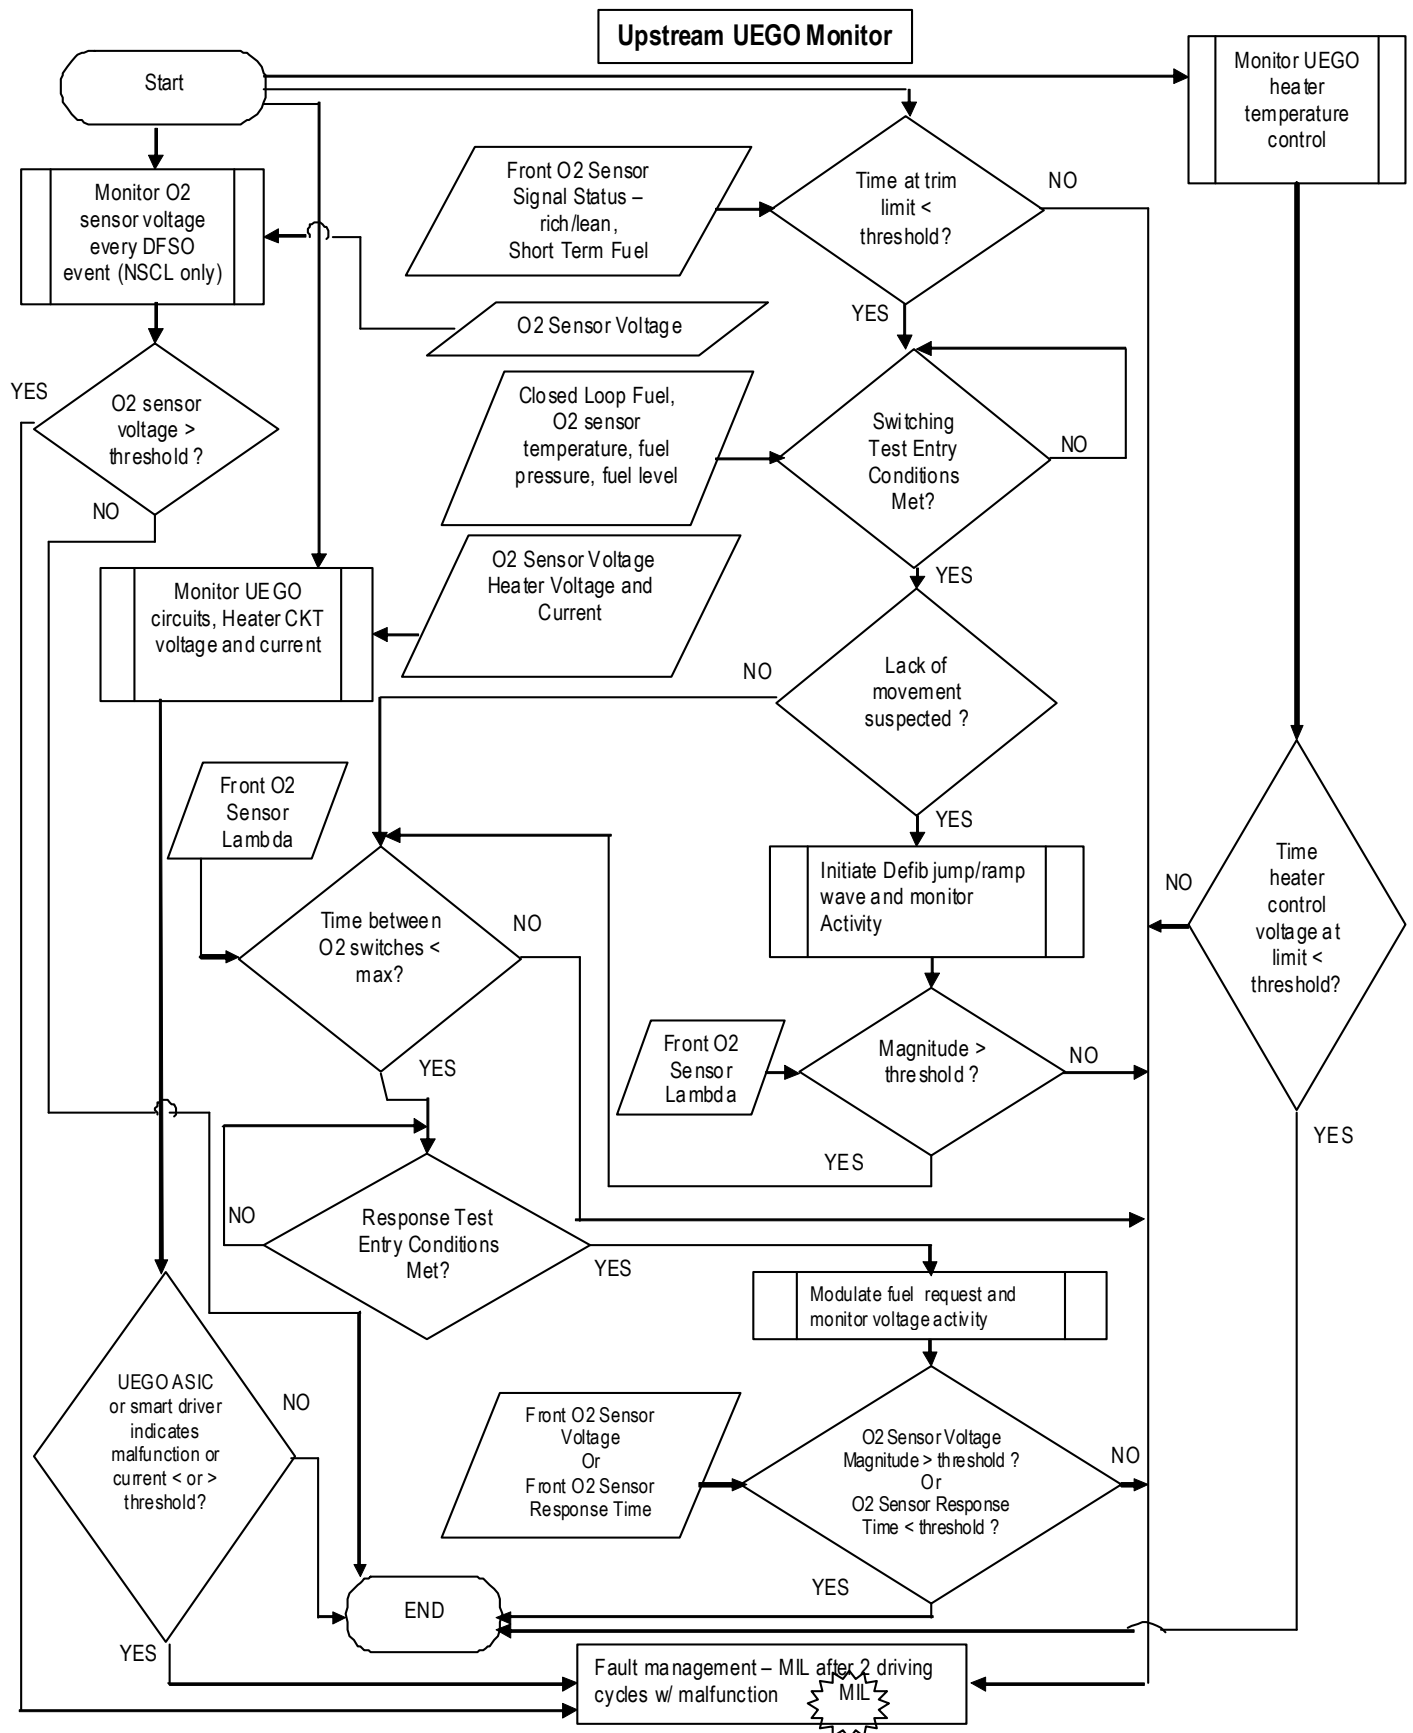 Upstream UEGO Monitor
Start
Monitor UEGO
heater
temperature
control
Front O2 Sensor
Signal Status –
rich/lean,
Short Term Fuel
Time at trim
limit <
threshold?
NO
YES
Monitor O2
sensor voltage
every DFSO
event (NSCL only)
O2 Sensor Voltage
YES
O2 sensor
voltage >
threshold ?
NO
Closed Loop Fuel,
O2 sensor
temperature, fuel
pressure, fuel level
Switching
Test Entry
Conditions
Met?
NO
YES
O2 Sensor Voltage
Heater Voltage and
Current
Monitor UEGO
circuits, Heater CKT
voltage and current
NO
Lack of
movement
suspected ?
YES
Front O2
Sensor
Lambda
Initiate Defib jump/ramp
wave and monitor
Activity
Time
heater
control
voltage at
limit <
threshold?
NO
YES
Time between
O2 switches <
max?
NO
YES
Front O2
Sensor
Lambda
Magnitude >
threshold ?
NO
YES
NO
Response Test
Entry Conditions
Met?
YES
Modulate fuel request and
monitor voltage activity
UEGO ASIC
or smart driver
indicates
malfunction or
current < or >
threshold?
NO
YES
Front O2 Sensor
Voltage
Or
Front O2 Sensor
Response Time
O2 Sensor Voltage
Magnitude > threshold ?
Or
O2 Sensor Response
Time < threshold ?
NO
YES
END
Fault management – MIL after 2 driving
cycles w/ malfunction
MIL